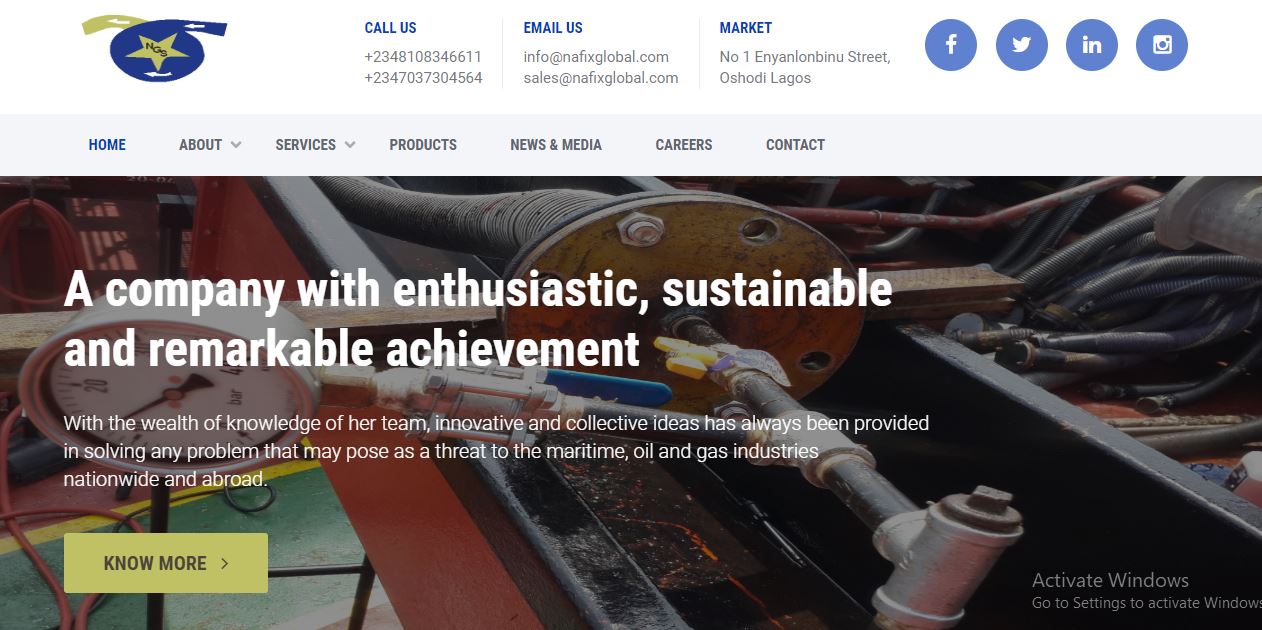 NGS
CALL US
+2348108346611
+2347037304564
EMAIL US
info@nafixglobal.com
sales@nafixglobal.com
MARKET
No 1 Enyanlonbinu Street,
Oshodi Lagos
HOME ABOUT SERVICES PRODUCTS NEWS & MEDIA CAREERS CONTACT
A company with enthusiastic, sustainable
and remarkable achievement
20
bar
With the wealth of knowledge of her team, innovative and collective ideas has always been provided
in solving any problem that may pose as a threat to the maritime, oil and gas industries
nationwide and abroad.
KNOW MORE
Activate Windows
Go to Settings to activate Windows